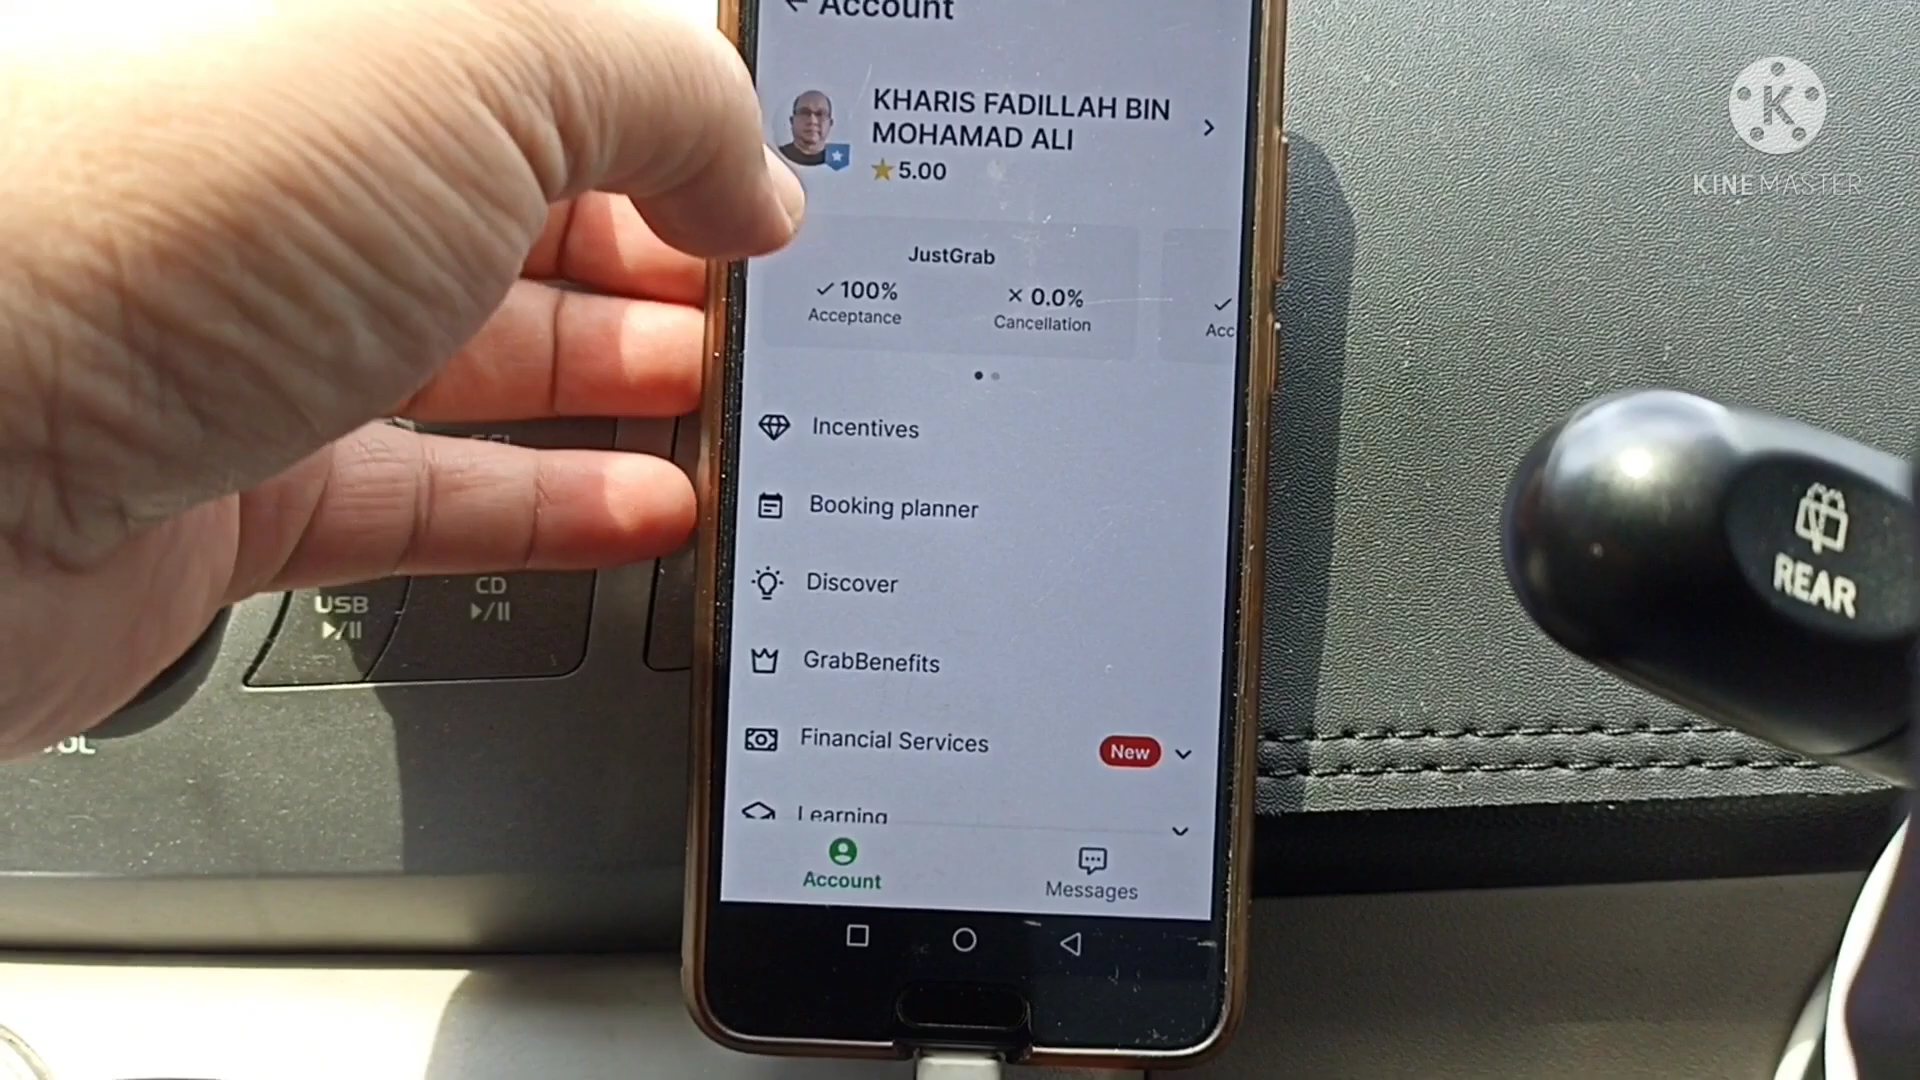 Account
KHARIS FADILLAH BIN
MOHAMAD ALI
5.00
JustGrab
100%
Acceptance
0.0%
Cancellation
Acc
Incentives
Booking planner
Discover
GrabBenefits
Financial Services
New
Learning
Account
Messages
USB
CD
REAR
KINEMASTER